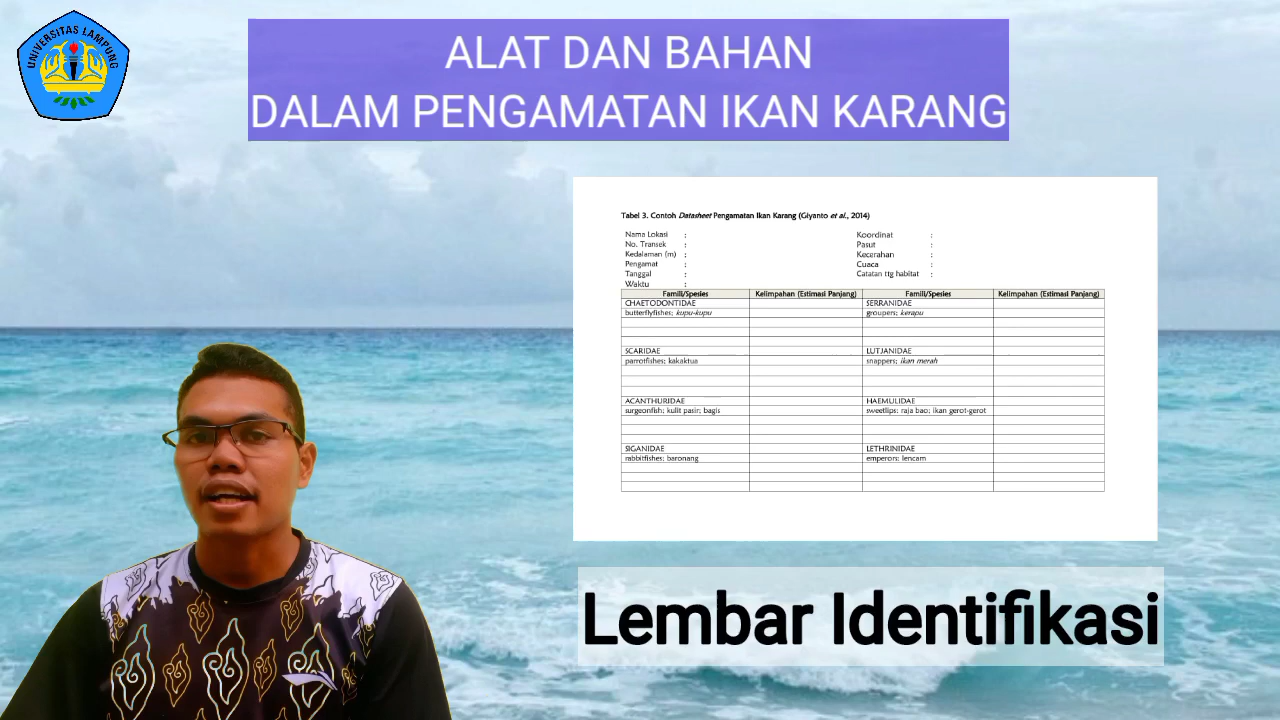 UNIVERSITAS LAMPUNG
ALAT DAN BAHAN
DALAM PENGAMATAN IKAN KARANG
Tabel 3. Contoh Datasheet Pengamatan Ikan Karang (Giyanto et al., 2014)
Nama Lokasi : Koordinat :
No. Transek : Pasut :
Kedalaman (m) : Kecerahan :
Pengamat : Cuaca :
Tanggal : Catatan ttg habitat :
Waktu :
Famili/Spesies Kelimpahan (Estimasi Panjang) Famili/Spesies Kelimpahan (Estimasi Panjang)
CHAETODONTIDAE SERRANIDAE
butterflyfishes; kupu-kupu groupers; kerapu
SCARIDAE LUTJANIDAE
parrotfishes; kakaktua snappers; ikan merah
ACANTHURIDAE HAEMULIDAE
surgeonfish; kulit pasir; bagis sweetlips; raja bao; ikan gerot-gerot
SIGANIDAE LETHRINIDAE
rabbitfishes; baronang emperors; lencam
Lembar Identifikasi